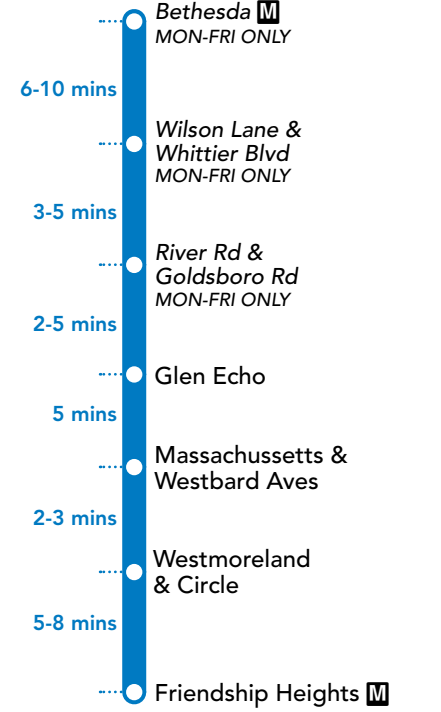 Bethesda M
MON-FRI ONLY
6-10 mins
Wilson Lane &
Whittier Blvd
MON-FRI ONLY
3-5 mins
River Rd &
Goldsboro Rd
MON-FRI ONLY
2-5 mins
Glen Echo
5 mins
Massachussetts &
Westbard Aves
2-3 mins
Westmoreland
& Circle
5-8 mins
Friendship Heights M